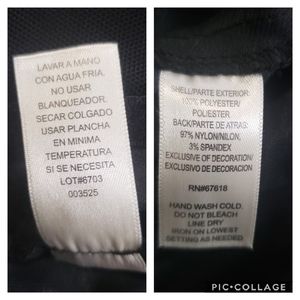 LAVAR A MANO
CON AGUA FRIA.
NO USAR
BLANQUEADOR.
SECAR COLGADO
USAR PLANCHA
EN MINIMA
TEMPERATURA
SI SE NECESITA
LOT#6703
003525
SHELL/PARTE EXTERIOR:
100% POLYESTER/
POLIESTER
BACK/PARTE DE ATRAS:
97% NYLON/NILON,
3% SPANDEX
EXCLUSIVE OF DECORATION/
EXCLUSIVO DE DECORACION
RN#67618
HAND WASH COLD.
DO NOT BLEACH
LINE DRY
IRON ON LOWEST
SETTING AS NEEDED
PIC•COLLAGE